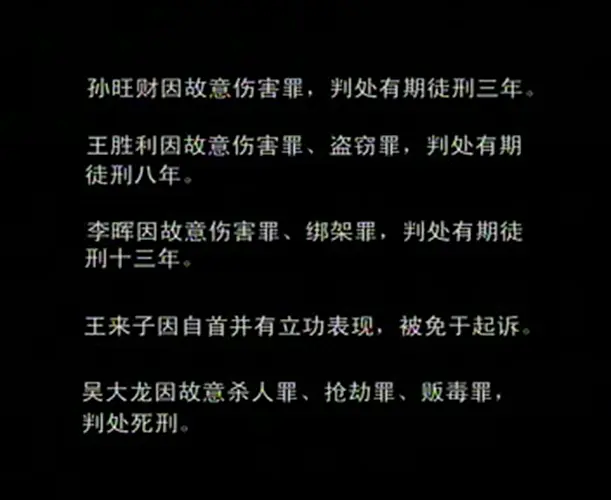 孙旺财因故意伤害罪，判处有期徒刑三年。
王胜利因故意伤害罪、盗窃罪，判处有期
徒刑八年。
李晖因故意伤害罪、绑架罪，判处有期徒
刑十三年。
王来子因自首并有立功表现，被免于起诉。
吴大龙因故意杀人罪、抢劫罪、贩毒罪，
判处死刑。